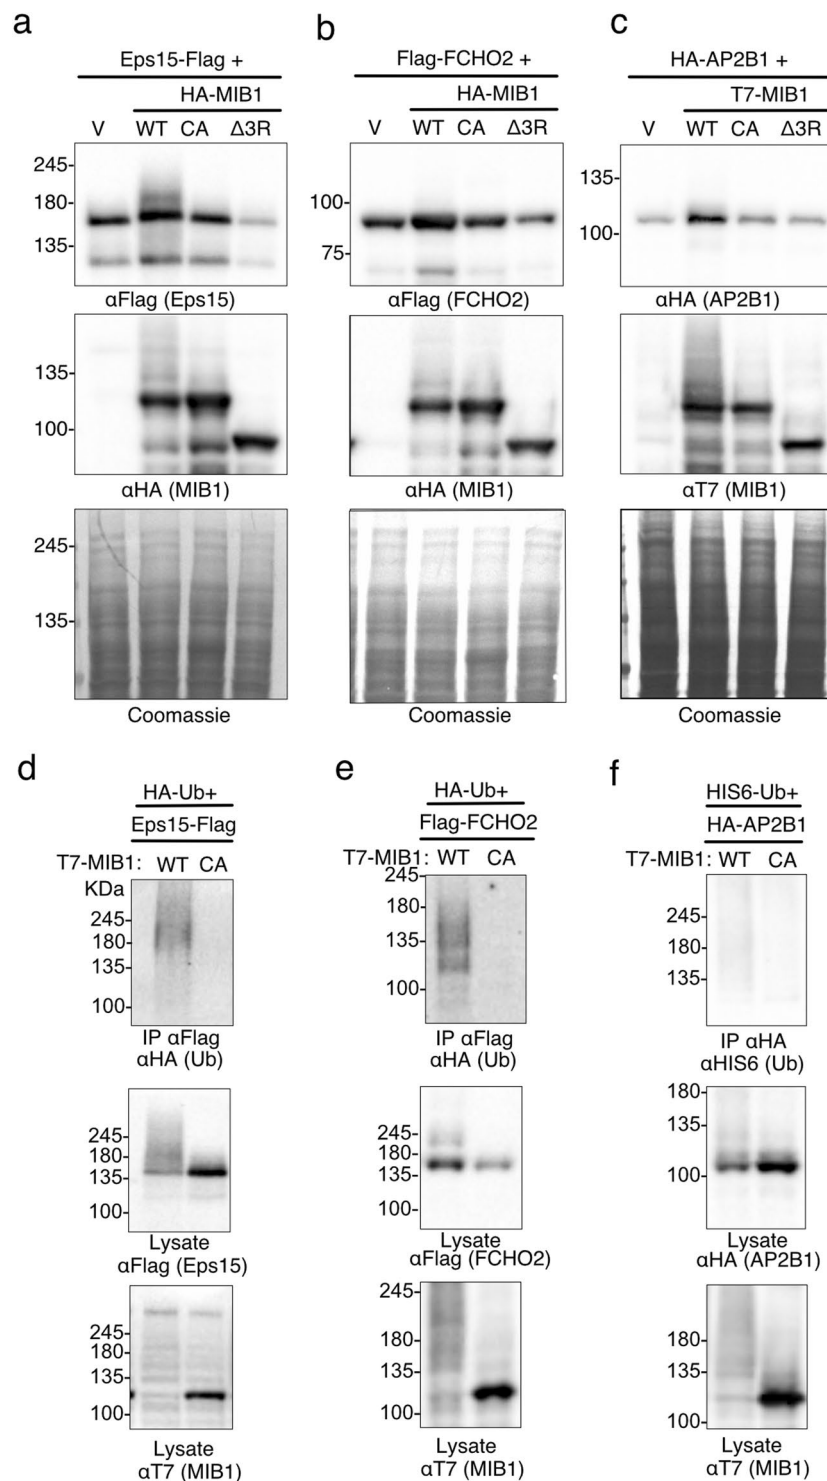 a
Eps15-Flag +
HA-MIB1
V WT CA Δ3R
245-
180-
135-
αFlag (Eps15)
135-
100-
αHA (MIB1)
245-
135-
Coomassie
b
Flag-FCHO2 +
HA-MIB1
V WT CA Δ3R
100-
75-
αFlag (FCHO2)
αHA (MIB1)
Coomassie
c
HA-AP2B1 +
T7-MIB1
V WT CA Δ3R
135-
100-
αHA (AP2B1)
αT7 (MIB1)
Coomassie
d
HA-Ub+
Eps15-Flag
T7-MIB1: WT CA
KDa
245-
180-
135-
100-
IP αFlag
αHA (Ub)
245-
180-
135-
100-
Lysate
αFlag (Eps15)
245-
180-
135-
100-
Lysate
αT7 (MIB1)
e
HA-Ub+
Flag-FCHO2
T7-MIB1: WT CA
245-
180-
135-
100-
IP αFlag
αHA (Ub)
245-
180-
135-
100-
Lysate
αFlag (FCHO2)
245-
180-
135-
100-
Lysate
αT7 (MIB1)
f
HIS6-Ub+
HA-AP2B1
T7-MIB1: WT CA
245-
180-
135-
IP αHA
αHIS6 (Ub)
180-
135-
100-
Lysate
αHA (AP2B1)
180-
135-
100-
Lysate
αT7 (MIB1)